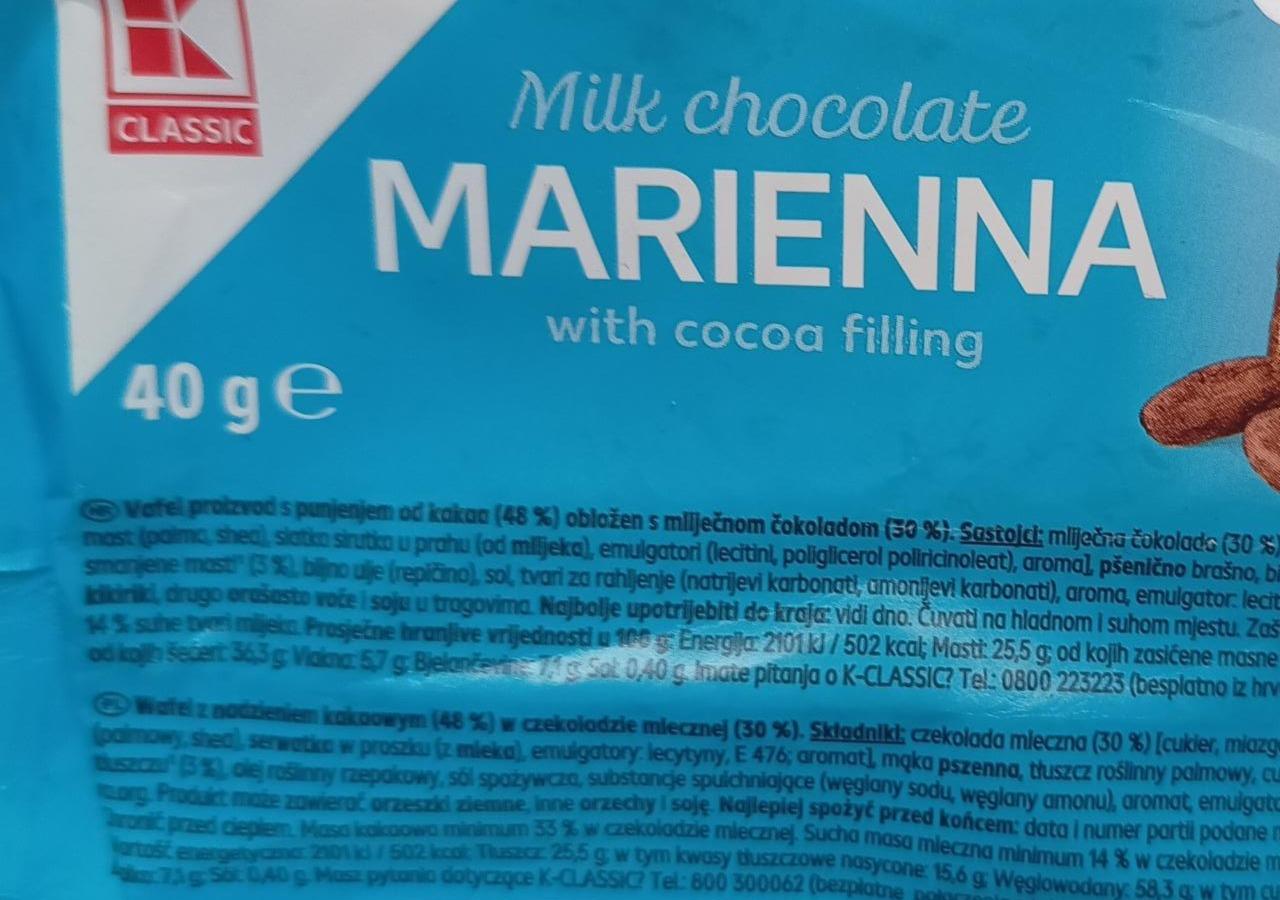 K
CLASSIC
Milk chocolate
MARIENNA
with cocoa filling
40 g e
HR Vafel proizvod s punjenjem od kakaa (48 %) obložen s mliječnom čokoladom (30 %). Sastojci: mliječna čokolada (30 %)
mast (palma, shea), slatka sirutka u prahu (od mlijeka), emulgatori (lecitini, poliglicerol poliricinoleat), aroma], pšenično brašno,
smanjene masti (3 %), biljno ulje (repičino), sol, tvari za rahljenje (natrijevi karbonati, amonijevi karbonati), aroma, emulgator:
kikiriki, drugo orašasto voće i soju u tragovima. Najbolje upotrijebiti do kraja: vidi dno. Čuvati na hladnom i suhom mjestu.
14 % suhe tvari mlijeka. Prosječne hranjive vrijednosti u 100 g: Energija: 2101 kJ / 502 kcal; Masti: 25,5 g; od kojih zasićene masne
od kojih šećeri: 36,3 g; Vlakna: 5,7 g; Bjelančevine: 7,1 g; Sol: 0,40 g. Imate pitanja o K-CLASSIC? Tel.: 0800 223223 (besplatno iz
PL Wafel z nadzieniem kakaowym (48 %) w czekoladzie mlecznej (30 %). Składniki: czekolada mleczna (30 %) [cukier,
(palmowy, shea), serwatka w proszku (z mleka), emulgatory: lecytyny, E 476; aromat], mąka pszenna, tłuszcz roślinny palmowy,
tłuszczu (3 %), olej roślinny rzepakowy, sól spożywcza, substancje spulchniające (węglany sodu, węglany amonu), aromat,
Produkt może zawierać orzeszki ziemne, inne orzechy i soję. Najlepiej spożyć przed końcem: data i numer partii podane
przed ciepłem. Masa kakaowa minimum 33 % w czekoladzie mlecznej. Sucha masa mleczna minimum 14 % w czekoladzie
Wartość energetyczna: 2101 kJ / 502 kcal; Tłuszcz: 25,5 g, w tym kwasy tłuszczowe nasycone: 15,6 g; Węglowodany: 58,3 g; w tym
7,1 g; Sól: 0,40 g. Masz pytania dotyczące K-CLASSIC? Tel.: 800 300062 (bezpłatne